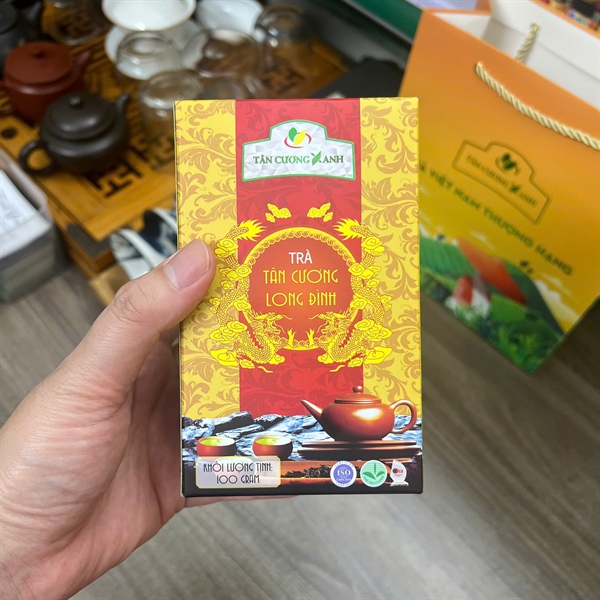 TÂN CƯƠNG XANH
TRÀ
TÂN CƯƠNG
LONG ĐÌNH
KHỐI LƯỢNG TỊNH:
100 GRAM
ISO
TÂN CƯƠNG XANH
VIỆT NAM THƯỢNG HẠNG